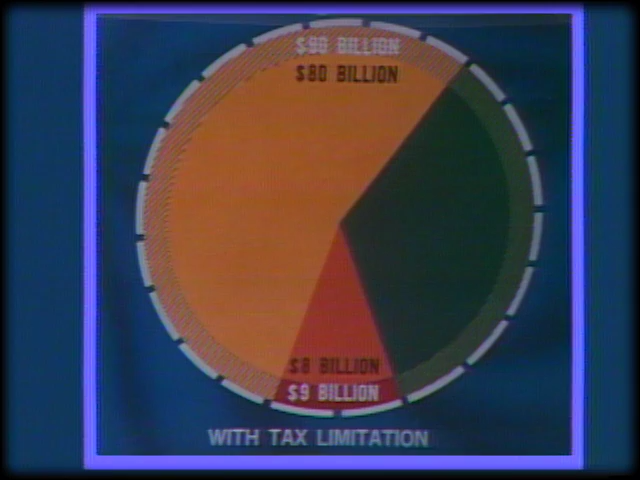 $90 BILLION
$80 BILLION
$8 BILLION
$9 BILLION
WITH TAX LIMITATION